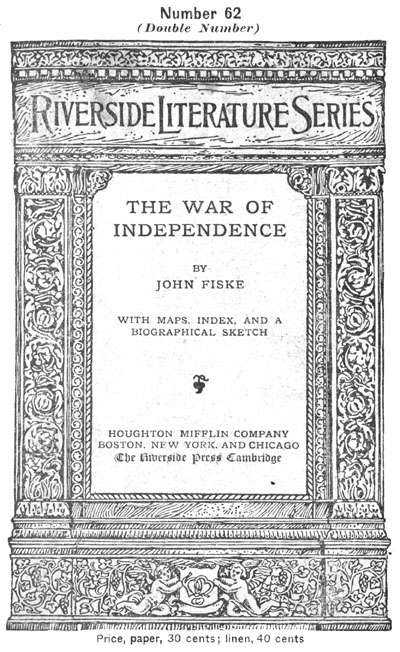 Number 62
(Double Number)
RIVERSIDE LITERATURE SERIES
THE WAR OF
INDEPENDENCE
BY
JOHN FISKE
WITH MAPS, INDEX, AND A
BIOGRAPHICAL SKETCH
HOUGHTON MIFFLIN COMPANY
BOSTON, NEW YORK, AND CHICAGO
The Riverside Press Cambridge
Price, paper, 30 cents; linen, 40 cents